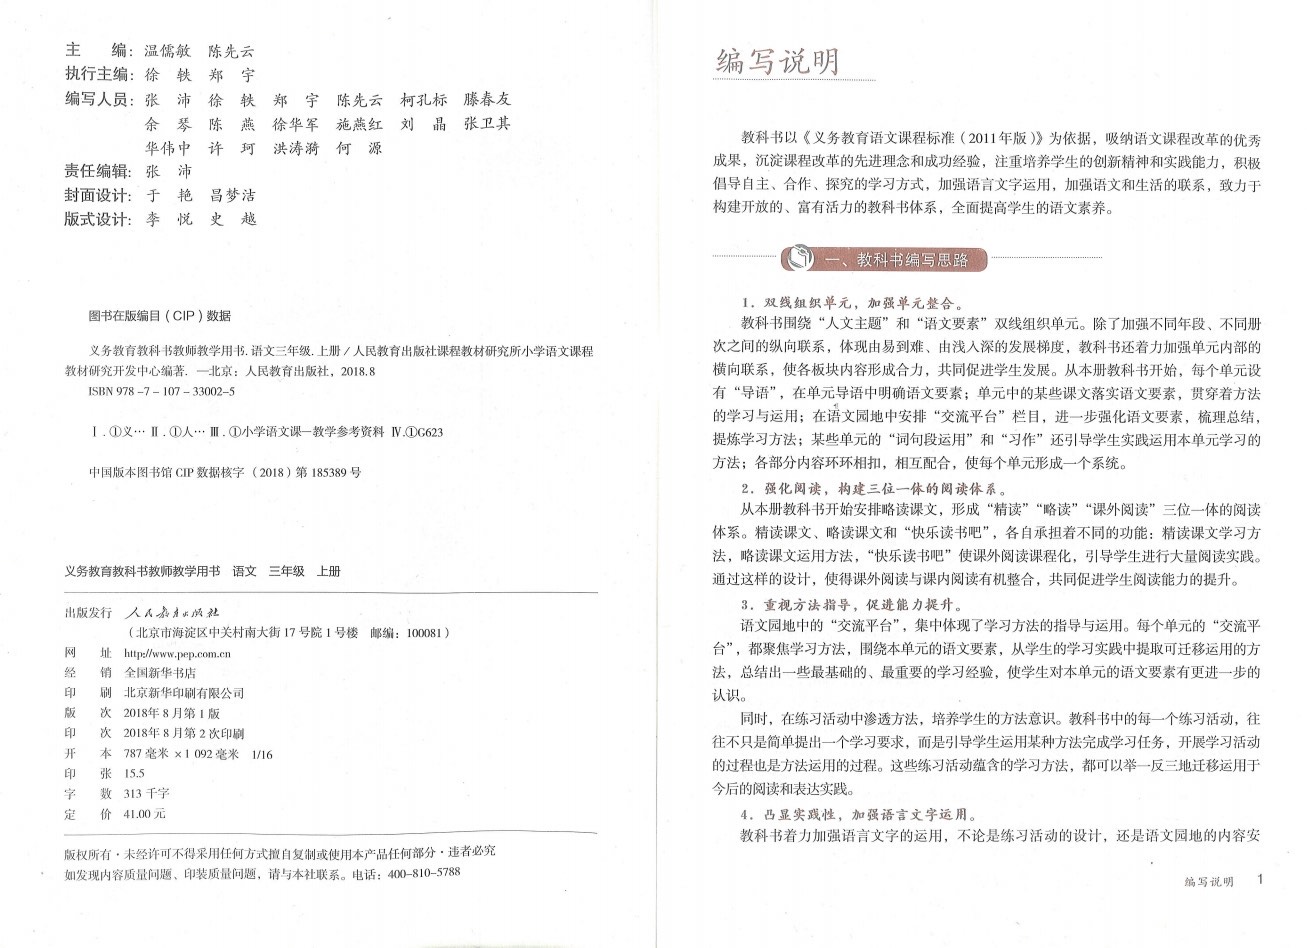 主　　编：温儒敏　陈先云
执行主编：徐　轶　郑　宇
编写人员：张　沛　徐　轶　郑　宇　陈先云　柯孔标　滕春友
余　琴　陈　燕　徐华军　施燕红　刘　晶　张卫其
华伟中　许　珂　洪涛漪　何　源
责任编辑：张　沛
封面设计：于　艳　吕梦洁
版式设计：李　悦　史　越
图书在版编目（CIP）数据
义务教育教科书教师教学用书. 语文三年级. 上册 / 人民教育出版社课程教材研究所小学语文课程
教材研究开发中心编著. —北京：人民教育出版社，2018.8
ISBN 978 –7 – 107 – 33002–5
Ⅰ . ①义… Ⅱ . ①人… Ⅲ . ①小学语文课—教学参考资料 Ⅳ.①G623
中国版本图书馆 CIP 数据核字（2018）第 185389 号
义务教育教科书教师教学用书　语文　三年级　上册
出版发行　人民教育出版社
（北京市海淀区中关村南大街 17 号院 1 号楼　邮编：100081）
网　　址　http://www.pep.com.cn
经　　销　全国新华书店
印　　刷　北京新华印刷有限公司
版　　次　2018年 8 月第 1 版
印　　次　2018年 8 月第 2 次印刷
开　　本　787 毫米 ×1 092 毫米　1/16
印　　张　15.5
字　　数　313 千字
定　　价　41.00 元
版权所有·未经许可不得采用任何方式擅自复制或使用本产品任何部分·违者必究
如发现内容质量问题、印装质量问题，请与本社联系。电话：400-810-5788
编写说明
教科书以《义务教育语文课程标准（2011年版）》为依据，吸纳语文课程改革的优秀
成果，沉淀课程改革的先进理念和成功经验，注重培养学生的创新精神和实践能力，积极
倡导自主、合作、探究的学习方式，加强语言文字运用，加强语文和生活的联系，致力于
构建开放的、富有活力的教科书体系，全面提高学生的语文素养。
一、教科书编写思路
1．双线组织单元，加强单元整合。
教科书围绕“人文主题”和“语文要素”双线组织单元。除了加强不同年段、不同册
次之间的纵向联系，体现由易到难、由浅入深的发展梯度，教科书还着力加强单元内部的
横向联系，使各板块内容形成合力，共同促进学生发展。从本册教科书开始，每个单元设
有“导语”，在单元导语中明确语文要素；单元中的某些课文落实语文要素，贯穿着方法
的学习与运用；在语文园地中安排“交流平台”栏目，进一步强化语文要素，梳理总结，
提炼学习方法；某些单元的“词句段运用”和“习作”还引导学生实践运用本单元学习的
方法；各部分内容环环相扣，相互配合，使每个单元形成一个系统。
2．强化阅读，构建三位一体的阅读体系。
从本册教科书开始安排略读课文，形成“精读”“略读”“课外阅读”三位一体的阅读
体系。精读课文、略读课文和“快乐读书吧”，各自承担着不同的功能：精读课文学习方
法，略读课文运用方法，“快乐读书吧”使课外阅读课程化，引导学生进行大量阅读实践。
通过这样的设计，使得课外阅读与课内阅读有机整合，共同促进学生阅读能力的提升。
3．重视方法指导，促进能力提升。
语文园地中的“交流平台”，集中体现了学习方法的指导与运用。每个单元的“交流平
台”，都聚焦学习方法，围绕本单元的语文要素，从学生的学习实践中提取可迁移运用的方
法，总结出一些最基础的、最重要的学习经验，使学生对本单元的语文要素有更进一步的
认识。
同时，在练习活动中渗透方法，培养学生的方法意识。教科书中的每一个练习活动，往
往不只是简单提出一个学习要求，而是引导学生运用某种方法完成学习任务，开展学习活动
的过程也是方法运用的过程。这些练习活动蕴含的学习方法，都可以举一反三地迁移运用于
今后的阅读和表达实践。
4．凸显实践性，加强语言文字运用。
教科书着力加强语言文字的运用，不论是练习活动的设计，还是语文园地的内容安
编写说明　1